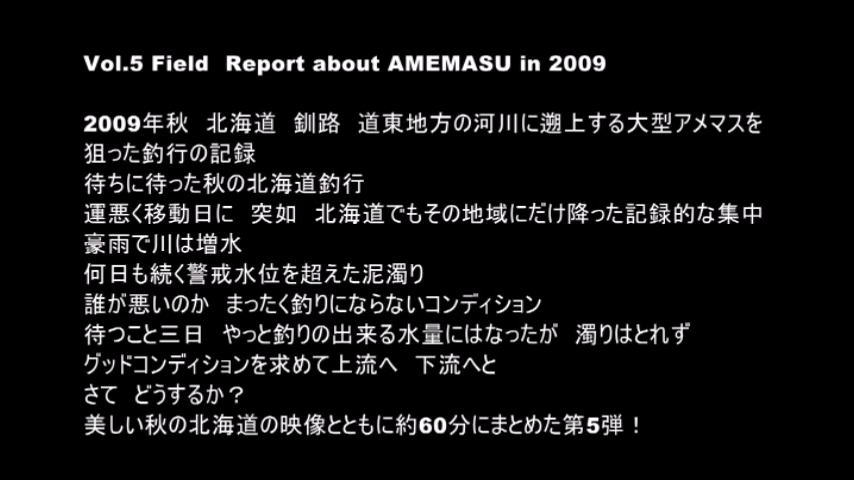 Vol.5 Field　Report about AMEMASU in 2009
2009年秋　北海道　釧路　道東地方の河川に遡上する大型アメマスを
狙った釣行の記録
待ちに待った秋の北海道釣行
運悪く移動日に　突如　北海道でもその地域にだけ降った記録的な集中
豪雨で川は増水
何日も続く警戒水位を超えた泥濁り
誰が悪いのか　まったく釣りにならないコンディション
待つこと三日　やっと釣りの出来る水量にはなったが　濁りはとれず
グッドコンディションを求めて上流へ　下流へと
さて　どうするか？
美しい秋の北海道の映像とともに約60分にまとめた第5弾！